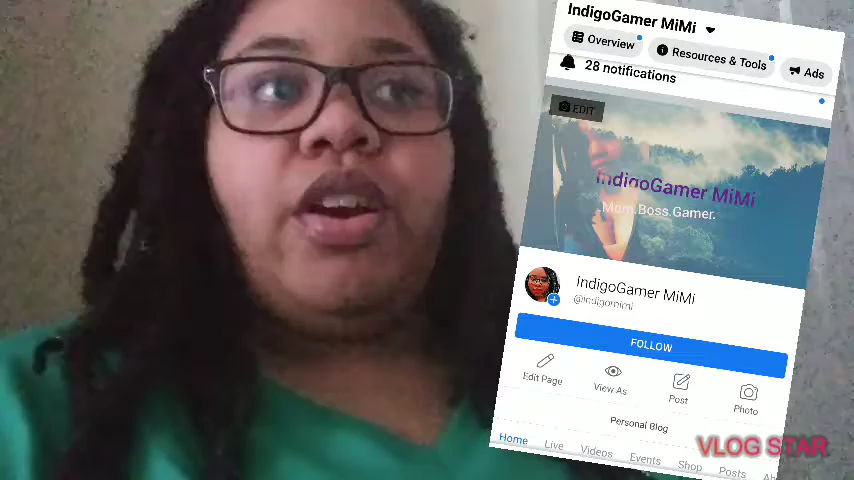 IndigoGamer MiMi
Overview
Resources & Tools
Ads
28 notifications
EDIT
IndigoGamer MiMi
Mom.Boss.Gamer.
IndigoGamer MiMi
@indigomimi
FOLLOW
Edit Page
View As
Post
Photo
Personal Blog
Home
Live
Videos
Events
Shop
Posts
VLOG STAR